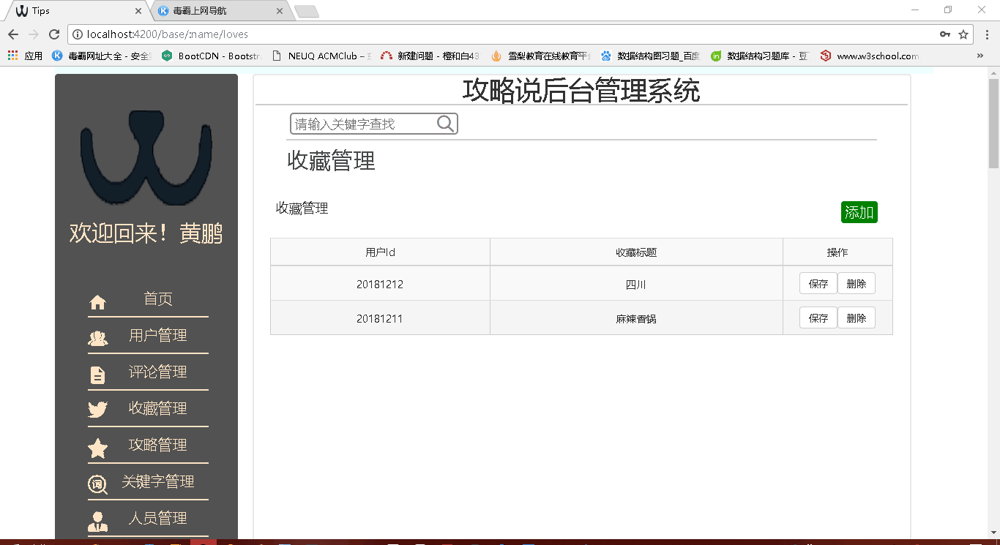 Tips
毒霸上网导航
localhost:4200/base/:name/loves
应用 毒霸网址大全 - 安全 BootCDN - Bootstr NEUQ ACMClub - 新建问题 - 橙和白43 雪梨教育在线教育平 数据结构图习题_百度 数据结构习题库 - 豆 www.w3school.com
攻略说后台管理系统
请输入关键字查找
收藏管理
收藏管理
添加
用户Id 收藏标题 操作
20181212 四川 保存 删除
20181211 麻辣香锅 保存 删除
欢迎回来！黄鹏
首页
用户管理
评论管理
收藏管理
攻略管理
词 关键字管理
人员管理